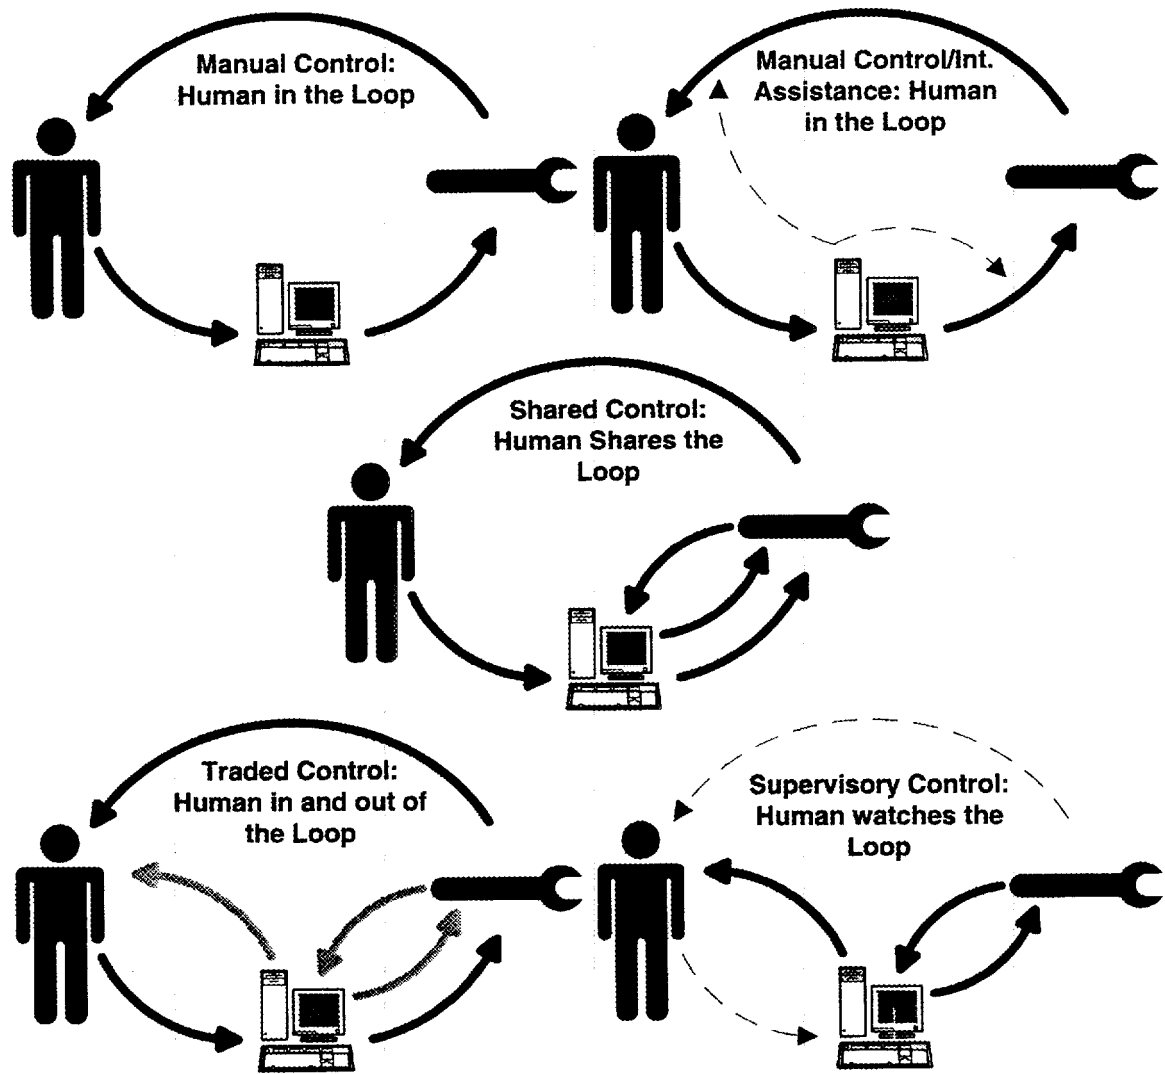 Manual Control:
Human in the Loop
Manual Control/Int.
Assistance: Human
in the Loop
Shared Control:
Human Shares the
Loop
Traded Control:
Human in and out of
the Loop
Supervisory Control:
Human watches the
Loop